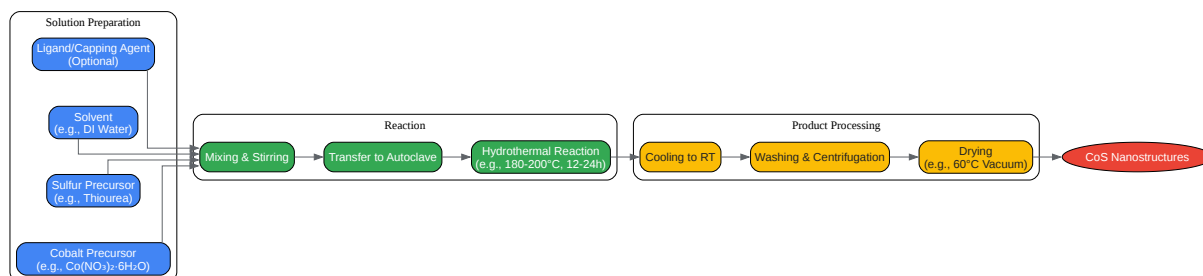 Solution Preparation
Ligand/Capping Agent
(Optional)
Solvent
(e.g., DI Water)
Sulfur Precursor
(e.g., Thiourea)
Cobalt Precursor
(e.g., Co(NO₃)₂·6H₂O)
Reaction
Mixing & Stirring
Transfer to Autoclave
Hydrothermal Reaction
(e.g., 180-200°C, 12-24h)
Product Processing
Cooling to RT
Washing & Centrifugation
Drying
(e.g., 60°C Vacuum)
CoS Nanostructures